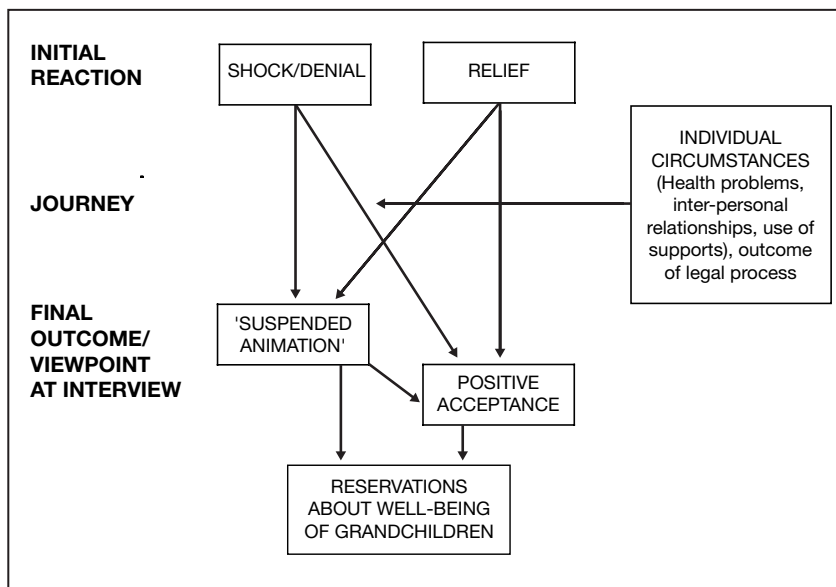 INITIAL
REACTION
SHOCK/DENIAL
RELIEF
INDIVIDUAL
CIRCUMSTANCES
(Health problems,
inter-personal
relationships, use of
supports), outcome
of legal process
JOURNEY
FINAL
OUTCOME/
VIEWPOINT
AT INTERVIEW
'SUSPENDED
ANIMATION'
POSITIVE
ACCEPTANCE
RESERVATIONS
ABOUT WELL-BEING
OF GRANDCHILDREN